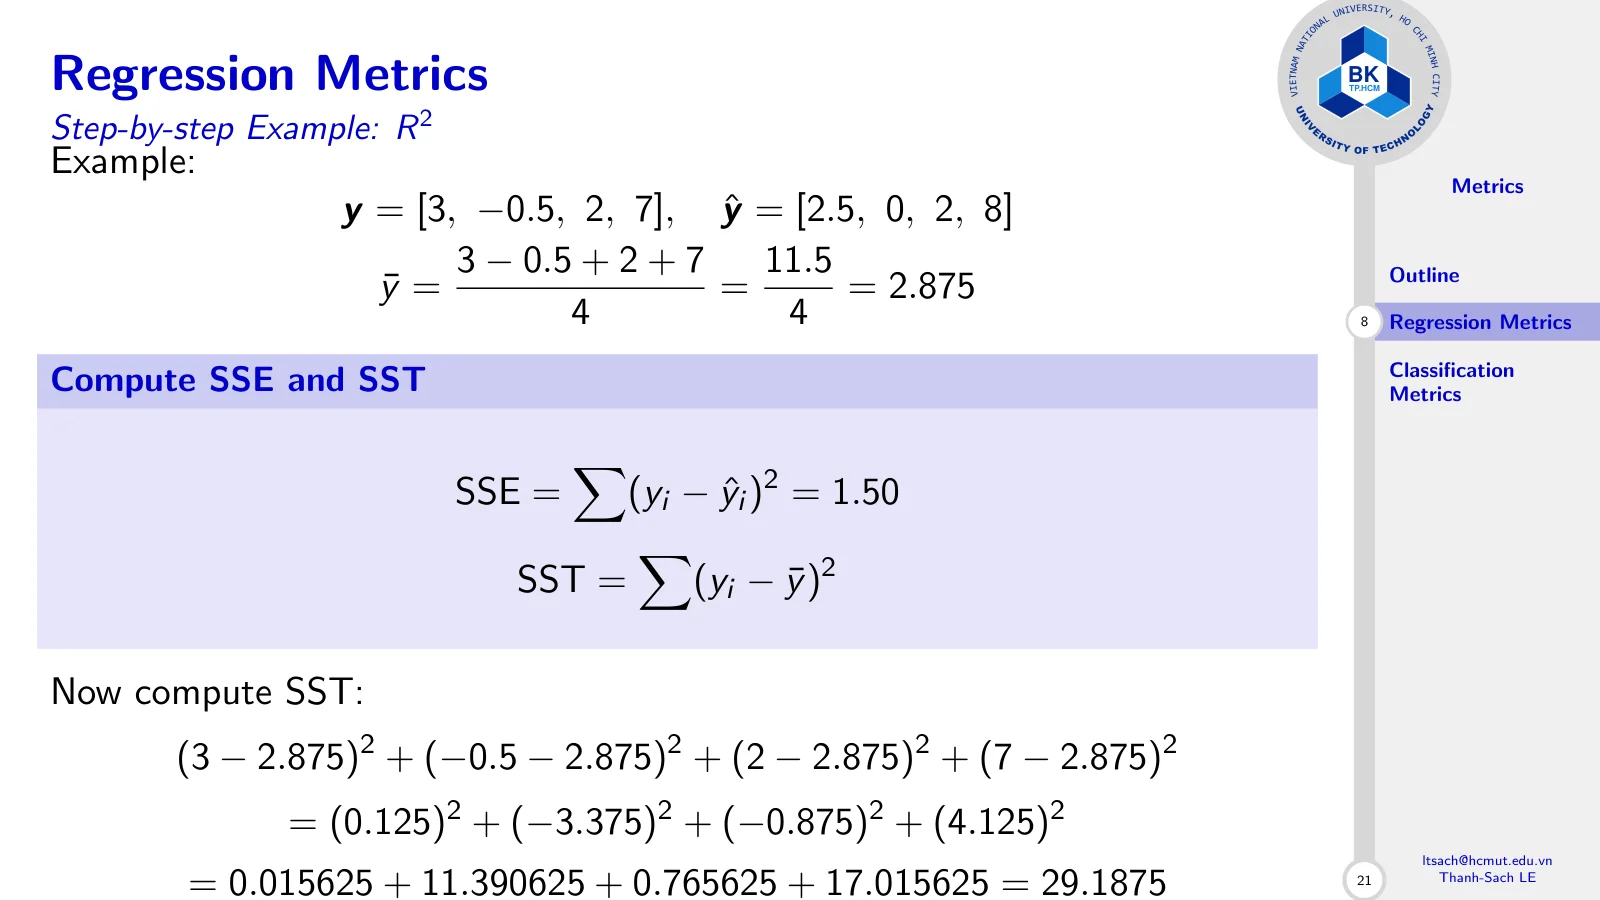 Regression Metrics
Step-by-step Example: R²
Example:
y = [3, −0.5, 2, 7], ŷ = [2.5, 0, 2, 8]
ȳ = (3 − 0.5 + 2 + 7)/4 = 11.5/4 = 2.875
Compute SSE and SST
SSE = ∑(yᵢ − ŷᵢ)² = 1.50
SST = ∑(yᵢ − ȳ)²
Now compute SST:
(3 − 2.875)² + (−0.5 − 2.875)² + (2 − 2.875)² + (7 − 2.875)²
= (0.125)² + (−3.375)² + (−0.875)² + (4.125)²
= 0.015625 + 11.390625 + 0.765625 + 17.015625 = 29.1875
VIETNAM NATIONAL UNIVERSITY, HO CHI MINH CITY
UNIVERSITY OF TECHNOLOGY
BK
TP.HCM
Metrics
Outline
8
Regression Metrics
Classification
Metrics
21
ltsach@hcmut.edu.vn
Thanh-Sach LE